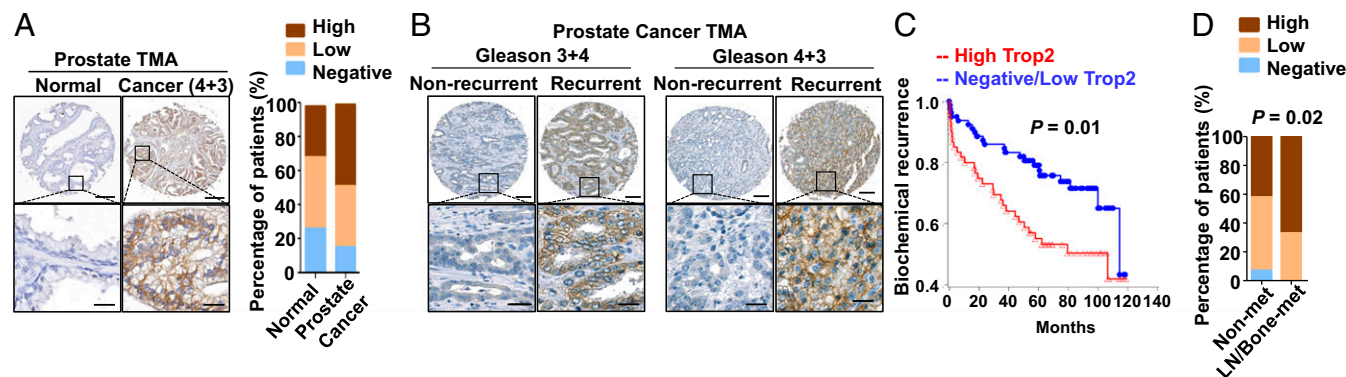 A
Prostate TMA
Normal
Cancer (4+3)
High
Low
Negative
Percentage of patients (%)
100
80
60
40
20
0
Normal
Prostate
Cancer
B
Prostate Cancer TMA
Gleason 3+4
Gleason 4+3
Non-recurrent
Recurrent
Non-recurrent
Recurrent
C
-- High Trop2
-- Negative/Low Trop2
P = 0.01
Biochemical recurrence
1.0
0.8
0.6
0.4
0
20
40
60
80
100
120
140
Months
D
High
Low
Negative
P = 0.02
Percentage of patients (%)
100
80
60
40
20
0
Non-met
LN/Bone-met